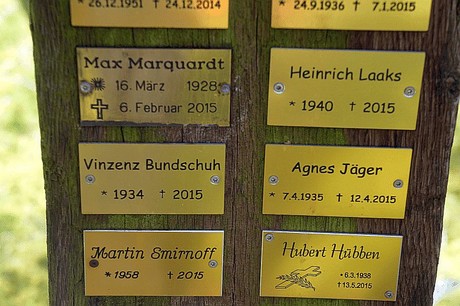 * 26.12.1951 † 24.12.2014
* 24.9.1936 † 7.1.2015
Max Marquardt
16. März 1928
† 6. Februar 2015
Heinrich Laaks
* 1940 † 2015
Vinzenz Bundschuh
* 1934 † 2015
Agnes Jäger
* 7.4.1935 † 12.4.2015
Martin Smirnoff
* 1958 † 2015
Hubert Hübben
* 6.3.1938
† 13.5.2015